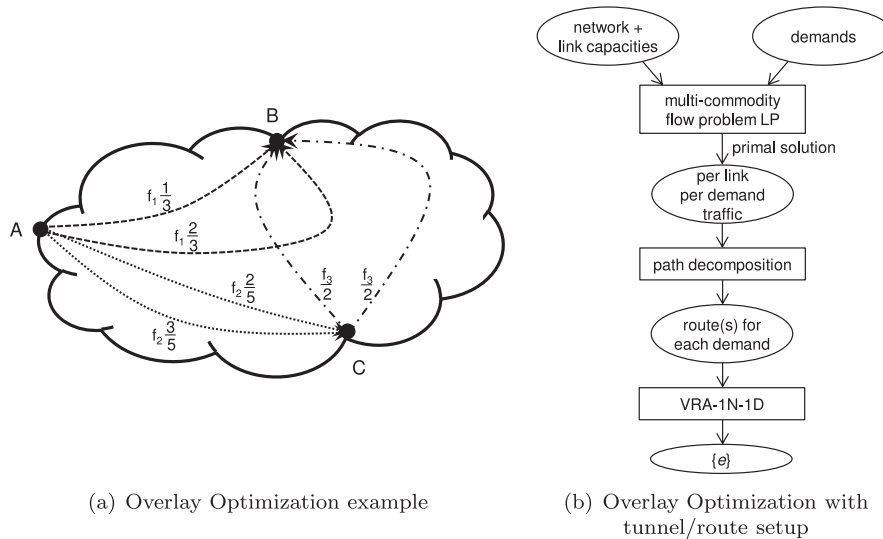 B
A
C
f₁ 1/3
f₁ 2/3
f₂ 2/5
f₂ 3/5
f₃/2
f₃/2
(a) Overlay Optimization example
network +
link capacities
demands
multi-commodity
flow problem LP
primal solution
per link
per demand
traffic
path decomposition
route(s) for
each demand
VRA-1N-1D
{e}
(b) Overlay Optimization with
tunnel/route setup